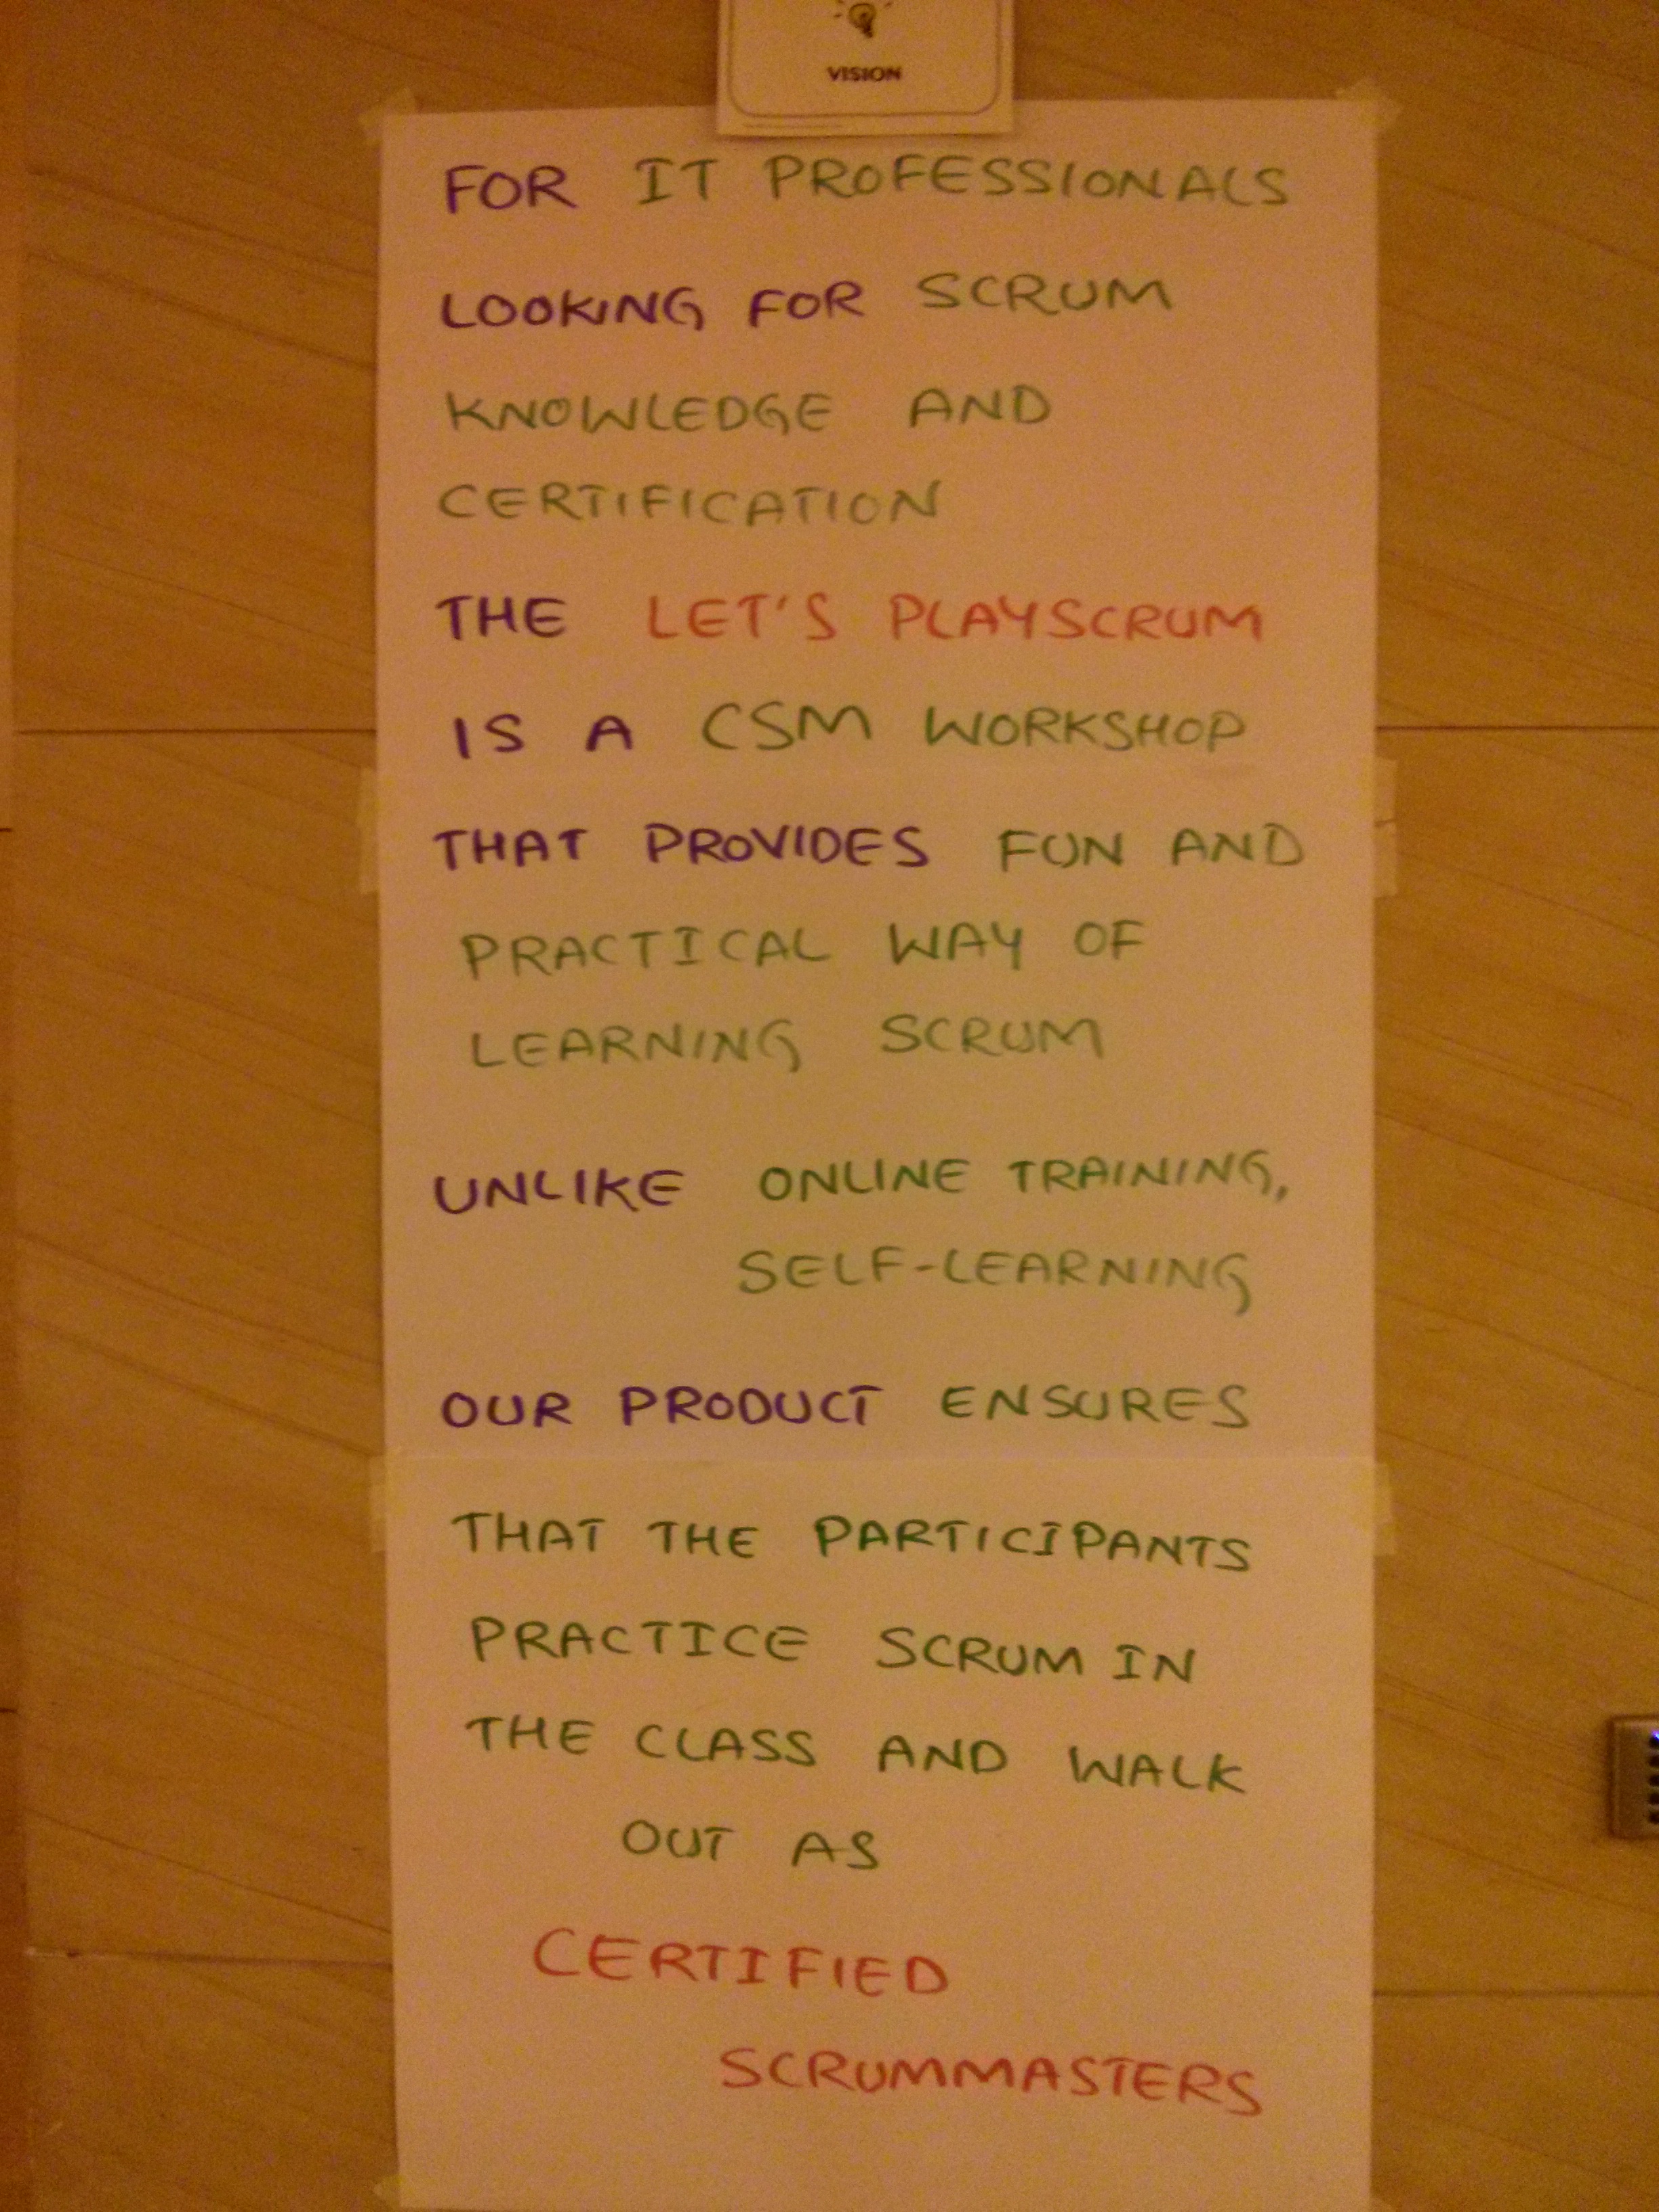 VISION
FOR IT PROFESSIONALS
LOOKING FOR SCRUM
KNOWLEDGE AND
CERTIFICATION
THE LET'S PLAYSCRUM
IS A CSM WORKSHOP
THAT PROVIDES FUN AND
PRACTICAL WAY OF
LEARNING SCRUM
UNLIKE ONLINE TRAINING,
SELF-LEARNING
OUR PRODUCT ENSURES
THAT THE PARTICIPANTS
PRACTICE SCRUM IN
THE CLASS AND WALK
OUT AS
CERTIFIED
SCRUMMASTERS